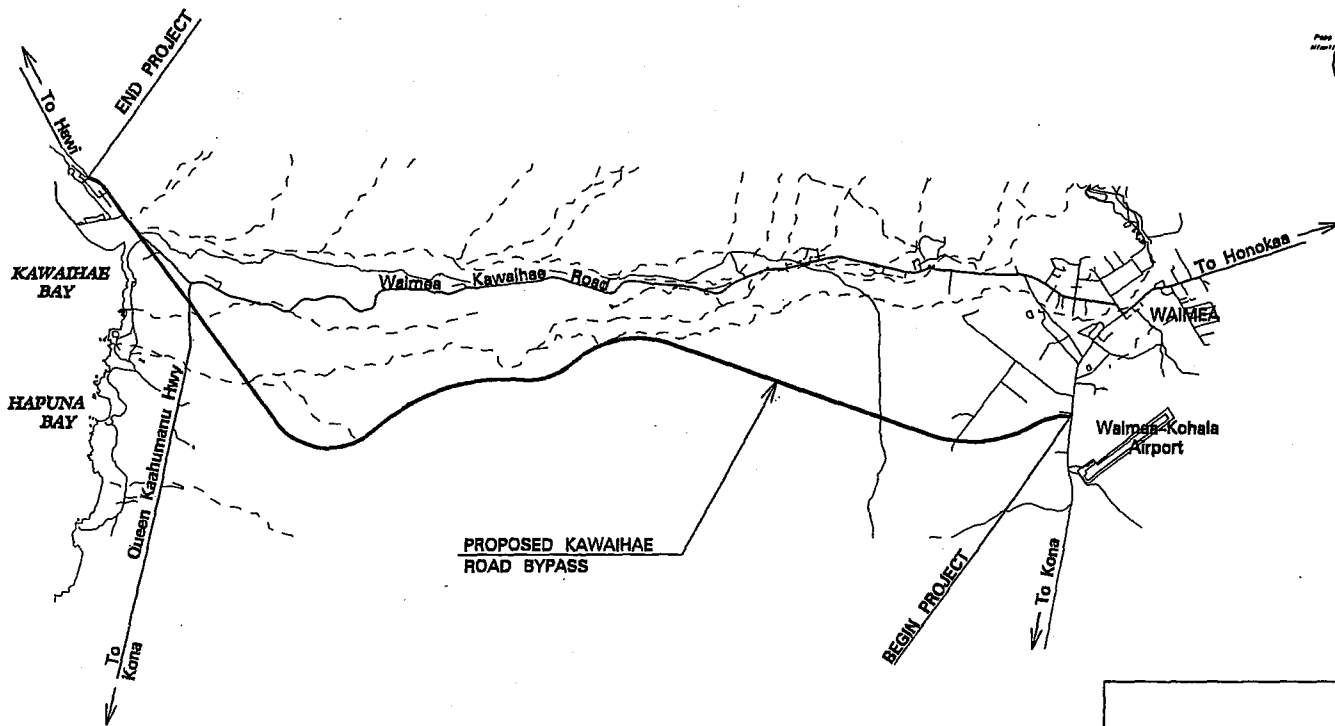 END PROJECT
To Hawi
KAWAIHAE
BAY
Waimea Kawaihae Road
To Honokaa
WAIMEA
HAPUNA
BAY
Queen Kaahumanu Hwy
Waimea-Kohala
Airport
PROPOSED KAWAIHAE
ROAD BYPASS
BEGIN PROJECT
To Kona
To
Kona